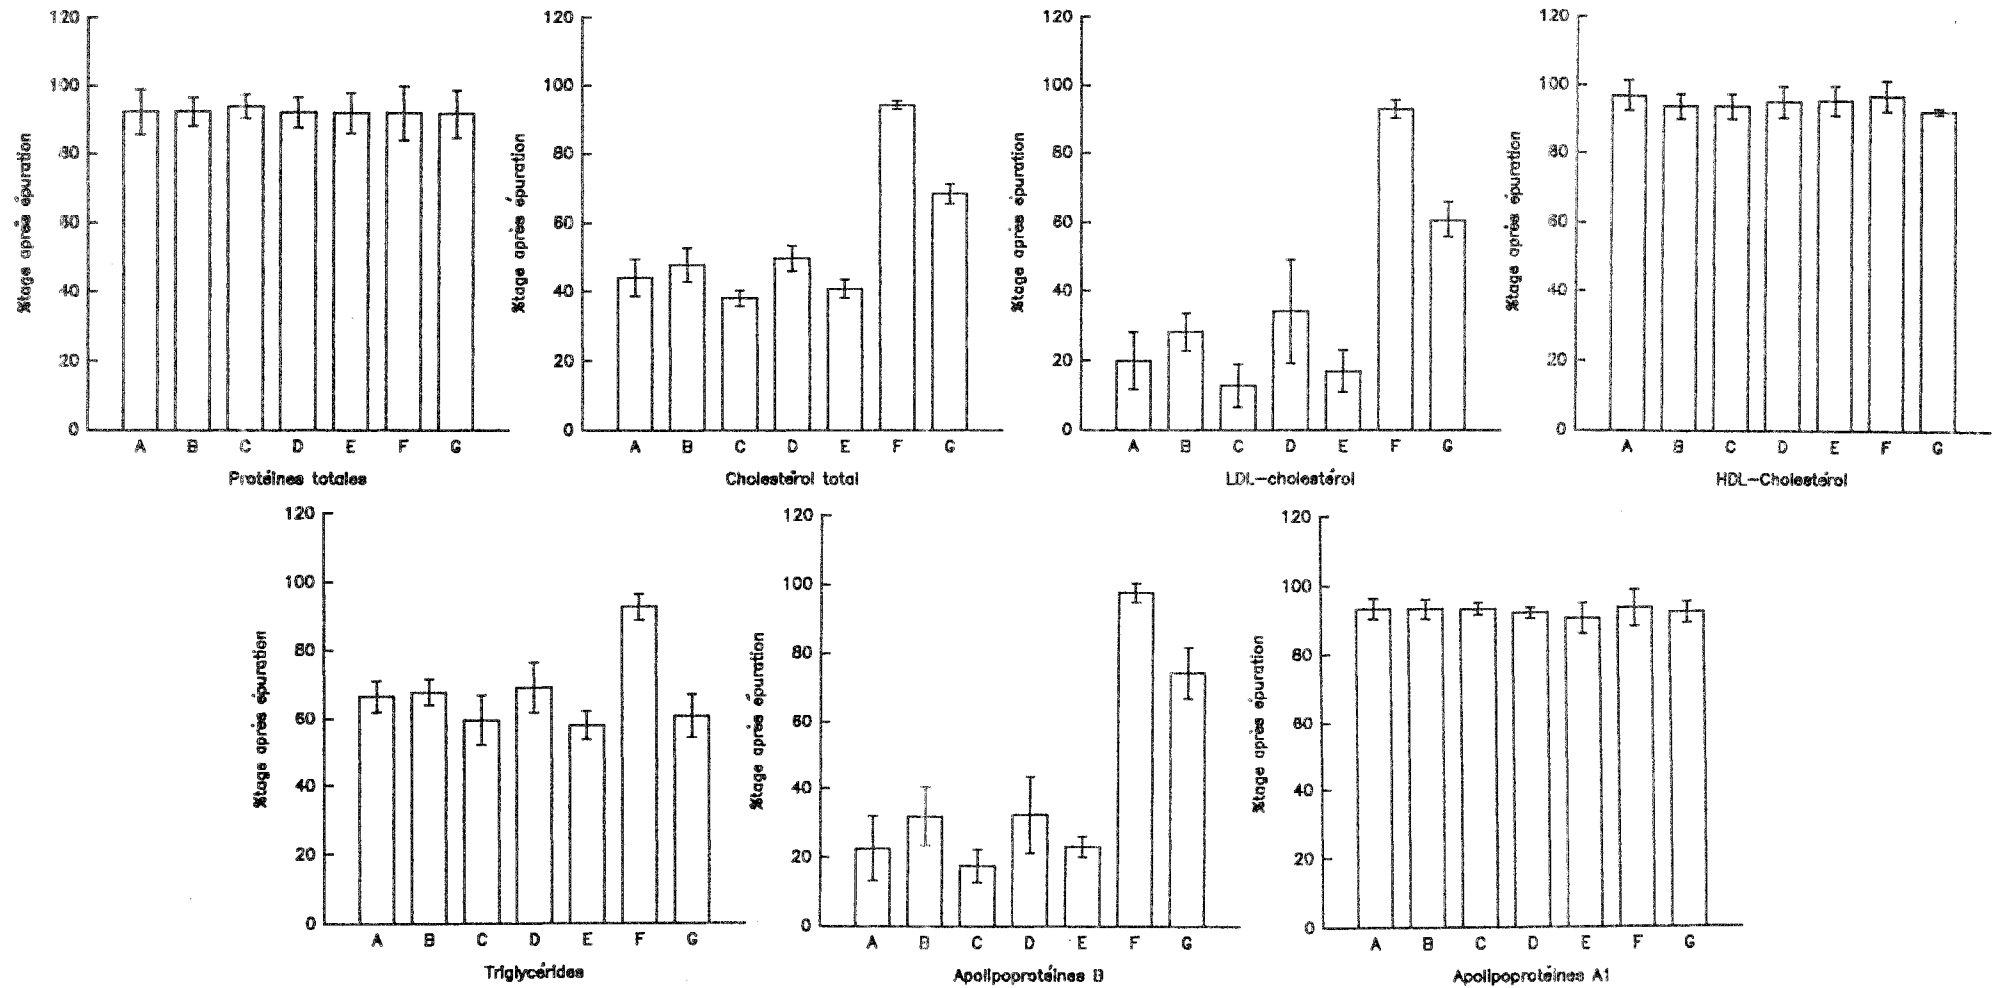 120
100
80
60
40
20
0
%tage après épuration
A B C D E F G
Protéines totales
120
100
80
60
40
20
0
%tage après épuration
A B C D E F G
Cholestérol total
120
100
80
60
40
20
0
%tage après épuration
A B C D E F G
LDL-cholestérol
120
100
80
60
40
20
0
%tage après épuration
A B C D E F G
HDL-Cholestérol
120
100
80
60
40
20
0
%tage après épuration
A B C D E F G
Triglycérides
120
100
80
60
40
20
0
%tage après épuration
A B C D E F G
Apolipoprotéines B
120
100
80
60
40
20
0
%tage après épuration
A B C D E F G
Apolipoprotéines A1